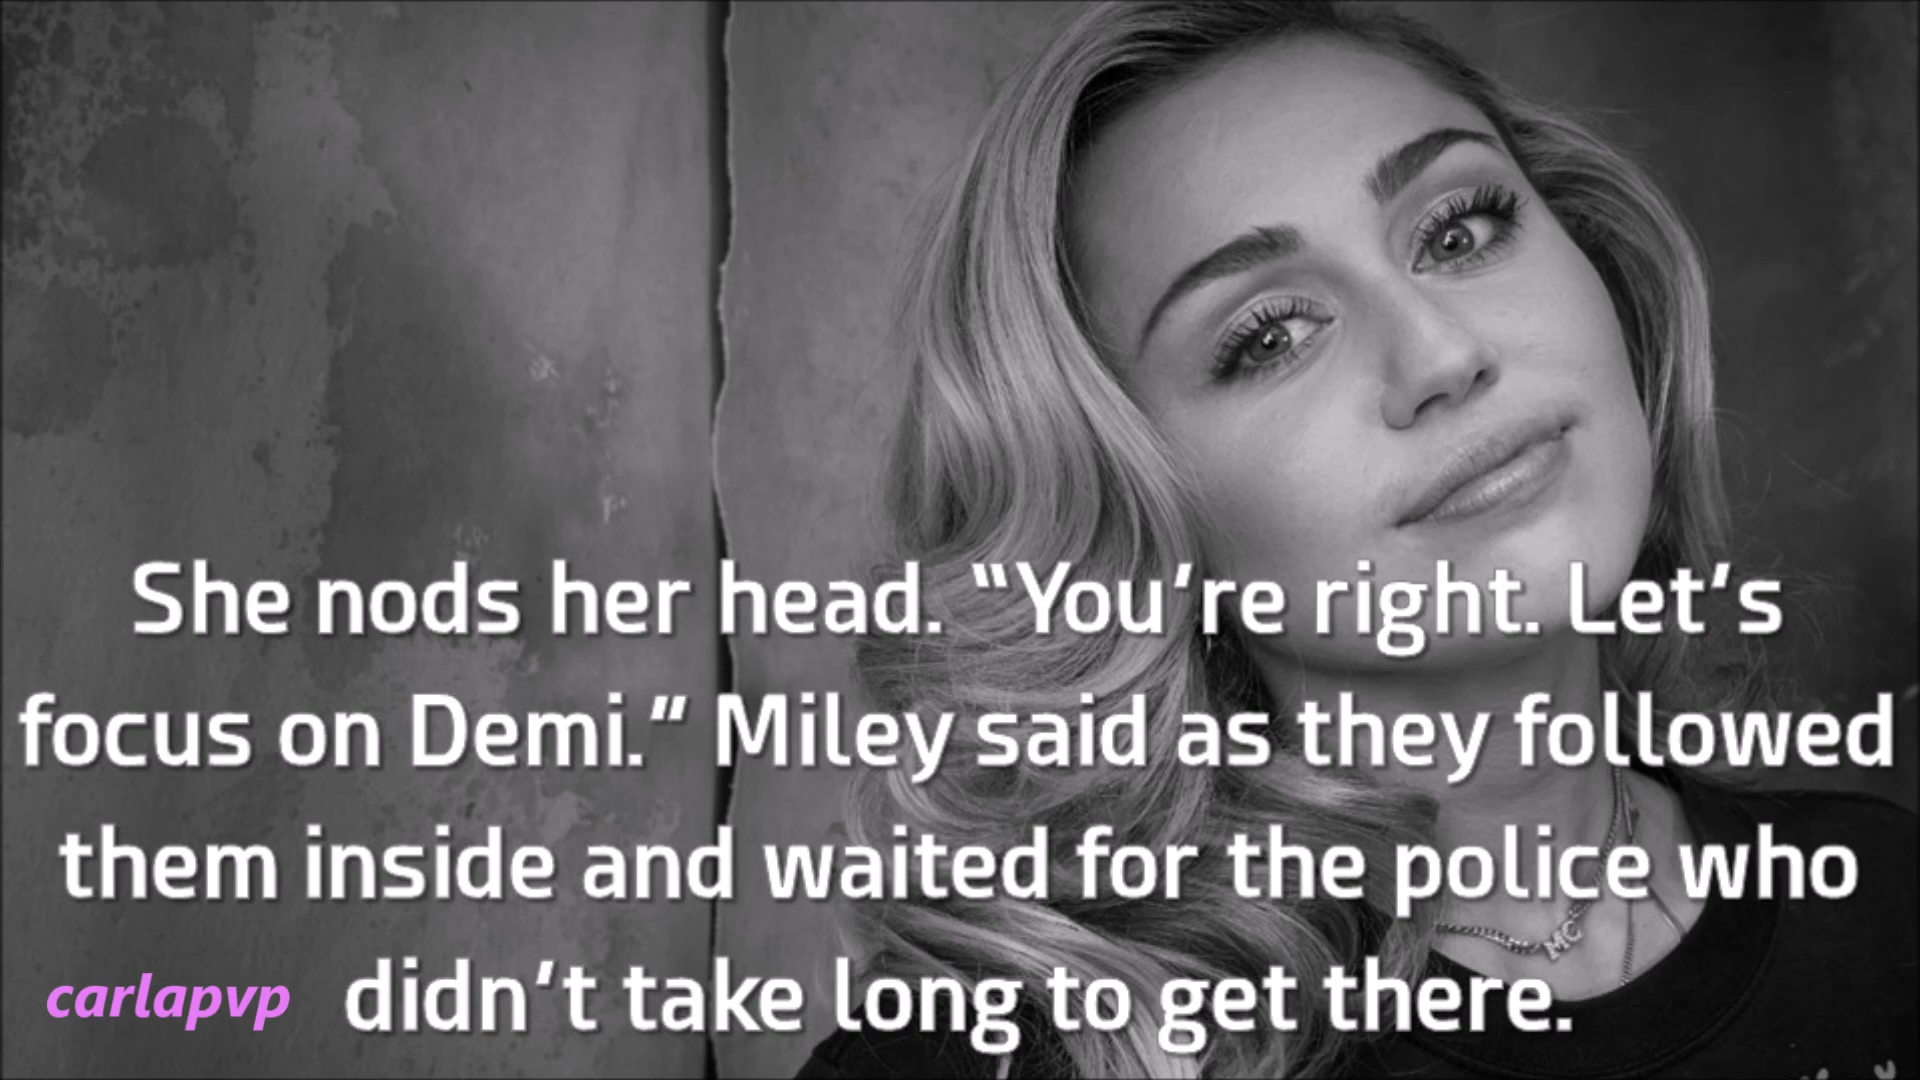 She nods her head. "You're right. Let's
focus on Demi." Miley said as they followed
them inside and waited for the police who
didn't take long to get there.
carlapvp
MC